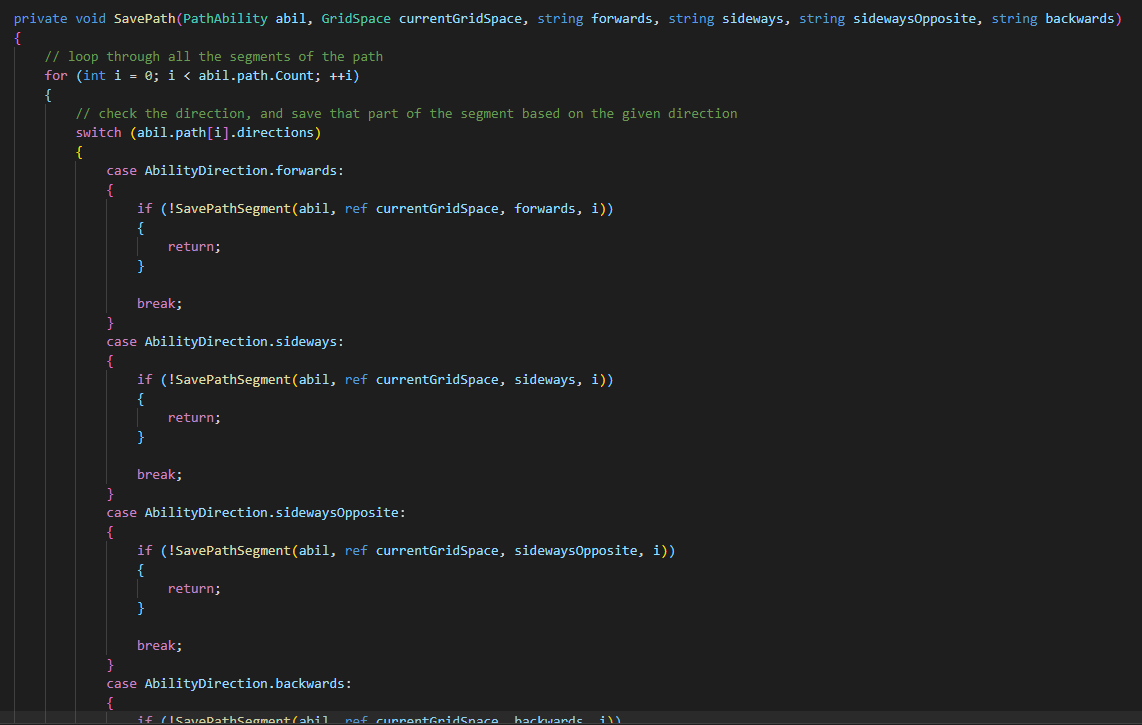 private void SavePath(PathAbility abil, GridSpace currentGridSpace, string forwards, string sideways, string sidewaysOpposite, string backwards)
{
    // loop through all the segments of the path
    for (int i = 0; i < abil.path.Count; ++i)
    {
        // check the direction, and save that part of the segment based on the given direction
        switch (abil.path[i].directions)
        {
            case AbilityDirection.forwards:
            {
                if (!SavePathSegment(abil, ref currentGridSpace, forwards, i))
                {
                    return;
                }

                break;
            }
            case AbilityDirection.sideways:
            {
                if (!SavePathSegment(abil, ref currentGridSpace, sideways, i))
                {
                    return;
                }

                break;
            }
            case AbilityDirection.sidewaysOpposite:
            {
                if (!SavePathSegment(abil, ref currentGridSpace, sidewaysOpposite, i))
                {
                    return;
                }

                break;
            }
            case AbilityDirection.backwards:
            {
                if (!SavePathSegment(abil, ref currentGridSpace, backwards, i))